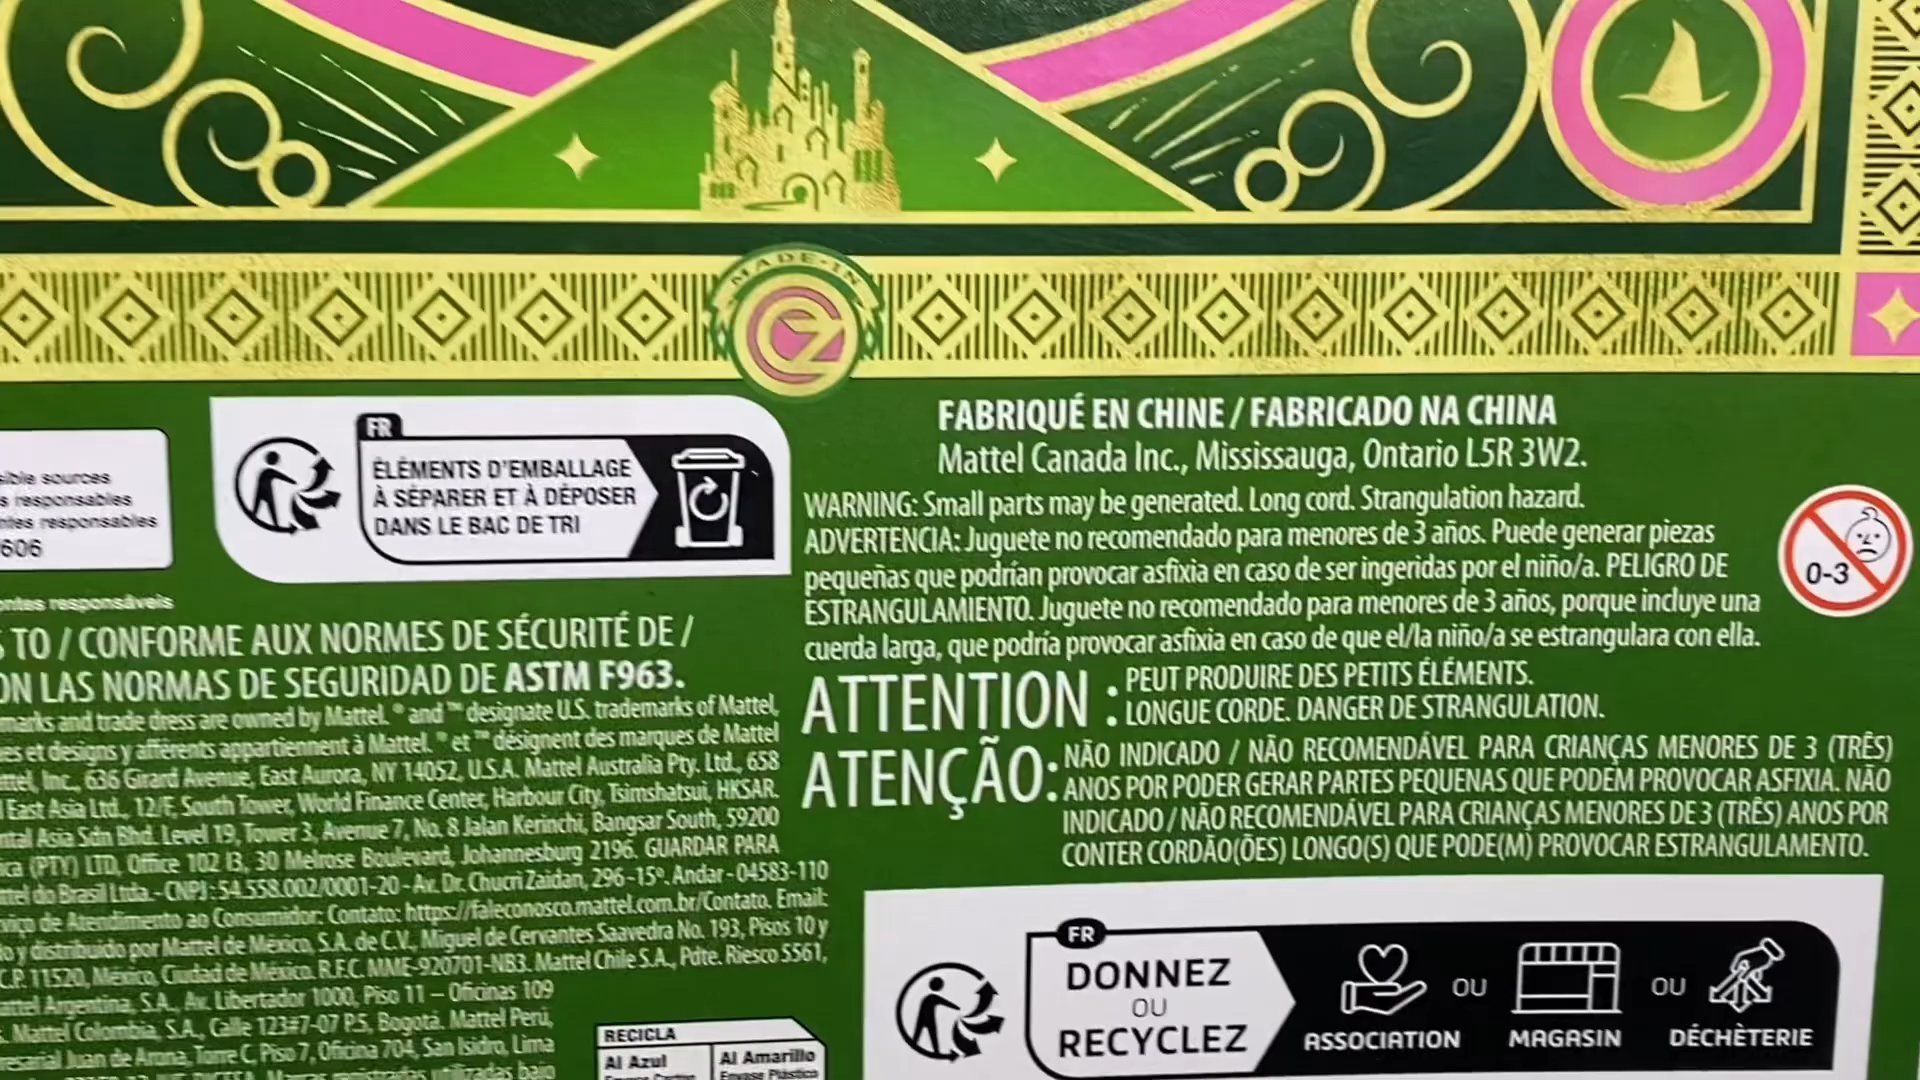 MADE·IN
OZ
FR
ÉLÉMENTS D'EMBALLAGE
À SÉPARER ET À DÉPOSER
DANS LE BAC DE TRI
sources
responsables
responsables
606
responsáveis
TO / CONFORME AUX NORMES DE SÉCURITÉ DE /
LAS NORMAS DE SEGURIDAD DE ASTM F963.
and trade dress are owned by Mattel. ® and ™ designate U.S. trademarks of Mattel,
et designs y afférents appartiennent à Mattel. ® et ™ désignent des marques de Mattel
Inc., 636 Girard Avenue, East Aurora, NY 14052, U.S.A. Mattel Australia Pty. Ltd., 658
East Asia Ltd., 12/F, South Tower, World Finance Center, Harbour City, Tsimshatsui, HKSAR.
Asia Sdn Bhd. Level 19, Tower 3, Avenue 7, No. 8 Jalan Kerinchi, Bangsar South, 59200
(PTY) LTD, Office 102 I3, 30 Melrose Boulevard, Johannesburg 2196. GUARDAR PARA
do Brasil Ltda. - CNPJ : 54.558.002/0001-20 - Av. Dr. Chucri Zaidan, 296 -15º. Andar - 04583-110
de Atendimento ao Consumidor: Contato: https://faleconosco.mattel.com.br/Contato. Email:
y distribuido por Mattel de México, S.A. de C.V., Miguel de Cervantes Saavedra No. 193, Pisos 10 y
C.P. 11520, México, Ciudad de México. R.F.C. MME-920701-NB3. Mattel Chile S.A., Pdte. Riesco 5561,
Argentina, S.A., Av. Libertador 1000, Piso 11 – Oficinas 109
Mattel Colombia, S.A., Calle 123#7-07 P.5, Bogotá. Mattel Perú,
Juan de Arona, Torre C, Piso 7, Oficina 704, San Isidro, Lima
RECICLA
Al Azul
Al Amarillo
Envase Plástico
FABRIQUÉ EN CHINE / FABRICADO NA CHINA
Mattel Canada Inc., Mississauga, Ontario L5R 3W2.
WARNING: Small parts may be generated. Long cord. Strangulation hazard.
ADVERTENCIA: Juguete no recomendado para menores de 3 años. Puede generar piezas
pequeñas que podrían provocar asfixia en caso de ser ingeridas por el niño/a. PELIGRO DE
ESTRANGULAMIENTO. Juguete no recomendado para menores de 3 años, porque incluye una
cuerda larga, que podría provocar asfixia en caso de que el/la niño/a se estrangulara con ella.
0-3
ATTENTION : PEUT PRODUIRE DES PETITS ÉLÉMENTS.
LONGUE CORDE. DANGER DE STRANGULATION.
ATENÇÃO: NÃO INDICADO / NÃO RECOMENDÁVEL PARA CRIANÇAS MENORES DE 3 (TRÊS)
ANOS POR PODER GERAR PARTES PEQUENAS QUE PODEM PROVOCAR ASFIXIA. NÃO
INDICADO / NÃO RECOMENDÁVEL PARA CRIANÇAS MENORES DE 3 (TRÊS) ANOS POR
CONTER CORDÃO(ÕES) LONGO(S) QUE PODE(M) PROVOCAR ESTRANGULAMENTO.
FR
DONNEZ
OU
RECYCLEZ
ASSOCIATION
OU
MAGASIN
OU
DÉCHÈTERIE